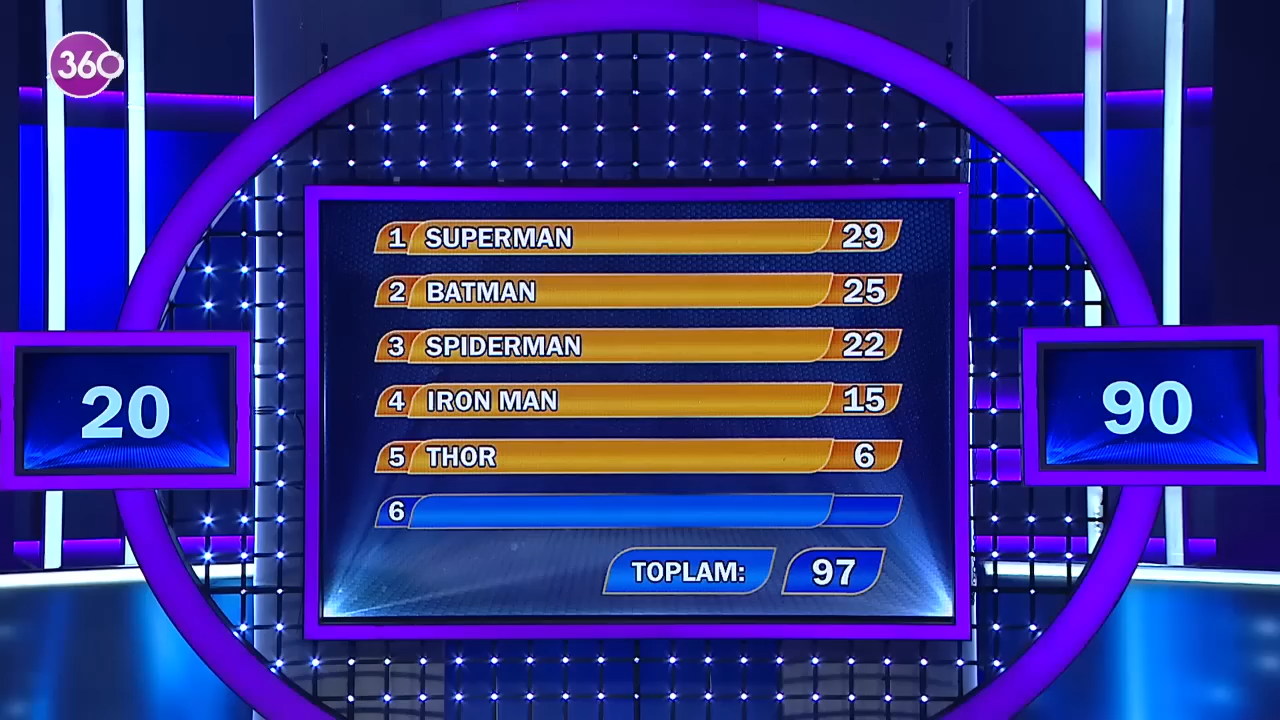 360
1 SUPERMAN 29
2 BATMAN 25
3 SPIDERMAN 22
4 IRON MAN 15
5 THOR 6
6
TOPLAM: 97
20
90